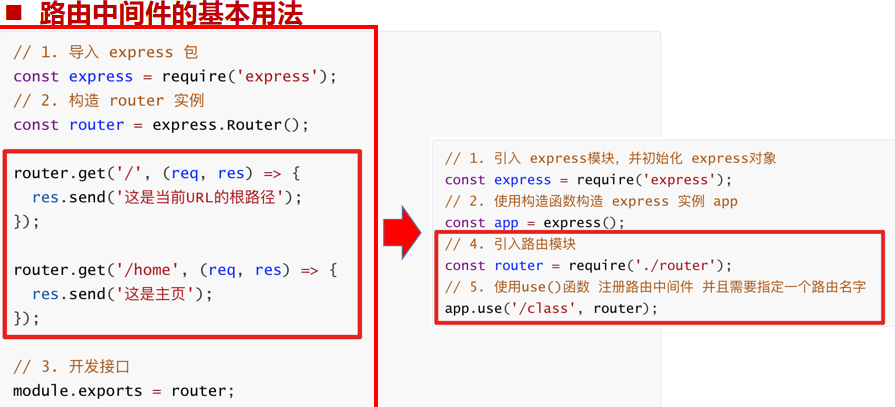 ■ 路由中间件的基本用法
// 1. 导入 express 包
const express = require('express');
// 2. 构造 router 实例
const router = express.Router();
router.get('/', (req, res) => {
  res.send('这是当前URL的根路径');
});
router.get('/home', (req, res) => {
  res.send('这是主页');
});
// 3. 开发接口
module.exports = router;
// 1. 引入 express模块，并初始化 express对象
const express = require('express');
// 2. 使用构造函数构造 express 实例 app
const app = express();
// 4. 引入路由模块
const router = require('./router');
// 5. 使用use()函数 注册路由中间件 并且需要指定一个路由名字
app.use('/class', router);